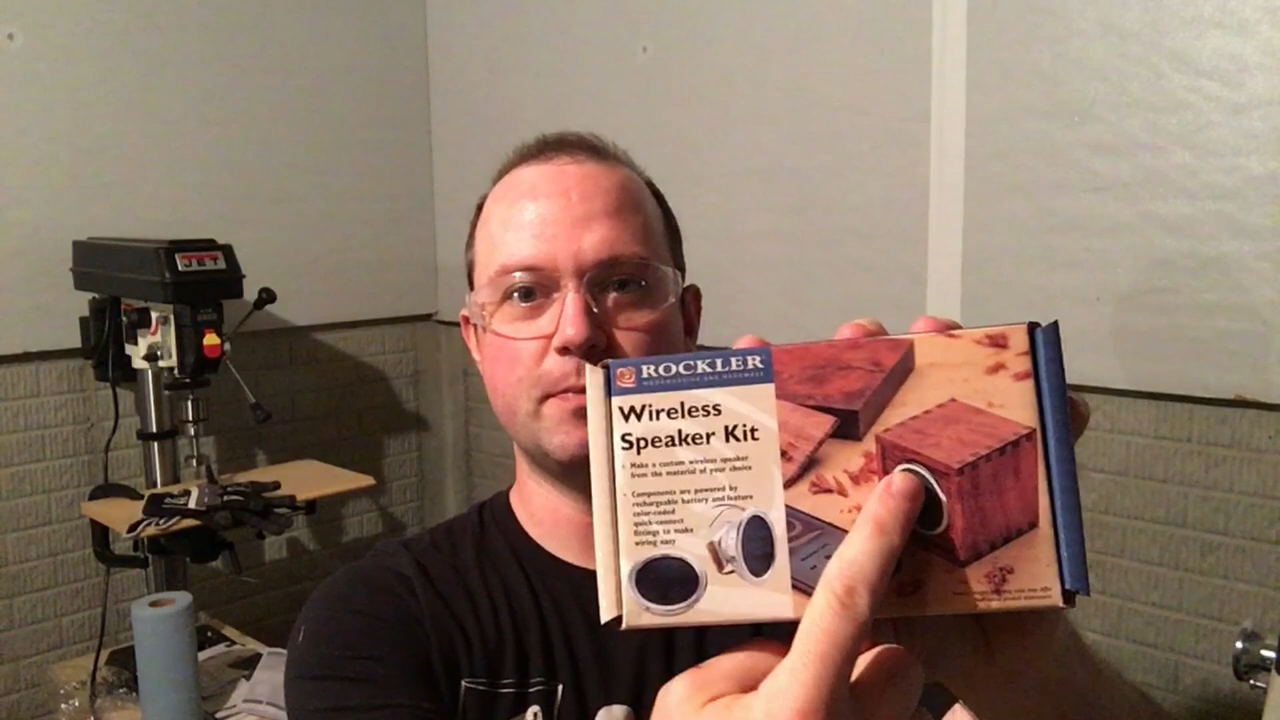 JET
ROCKLER
WOODWORKING AND HARDWARE
Wireless
Speaker Kit
• Make a custom wireless speaker
from the material of your choice
• Components are powered by
rechargeable battery and feature
color-coded
quick-connect
fittings to make
wiring easy